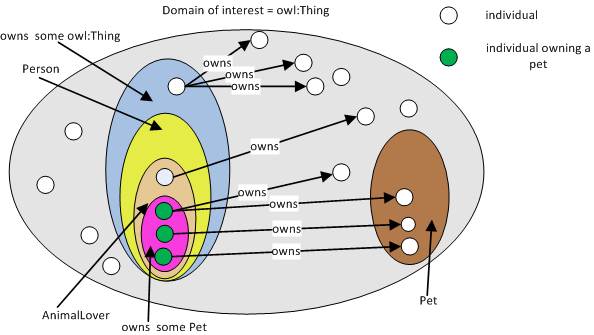 Domain of interest = owl:Thing
individual
individual owning a
pet
owns  some owl:Thing
Person
owns
owns
owns
owns
owns
owns
owns
owns
AnimalLover
owns  some Pet
Pet